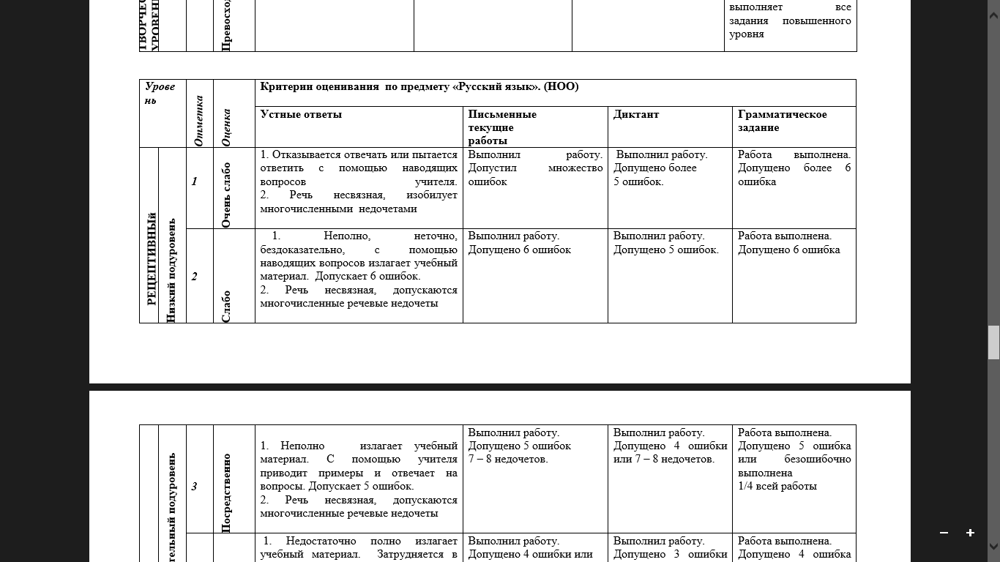 ТВОРЧЕС
УРОВЕН
Превосхо
выполняет все
задания повышенного
уровня
Урове
нь
Отметка
Оценка
Критерии оценивания по предмету «Русский язык». (НОО)
Устные ответы
Письменные
текущие
работы
Диктант
Грамматическое
задание
РЕЦЕПТИВНЫй
Низкий подуровень
1
Очень слабо
1. Отказывается отвечать или пытается
ответить с помощью наводящих
вопросов учителя.
2. Речь несвязная, изобилует
многочисленными недочетами
Выполнил работу.
Допустил множество
ошибок
Выполнил работу.
Допущено более
5 ошибок.
Работа выполнена.
Допущено более 6
ошибка
2
Слабо
1. Неполно, неточно,
бездоказательно, с помощью
наводящих вопросов излагает учебный
материал. Допускает 6 ошибок.
2. Речь несвязная, допускаются
многочисленные речевые недочеты
Выполнил работу.
Допущено 6 ошибок
Выполнил работу.
Допущено 5 ошибок.
Работа выполнена.
Допущено 6 ошибка
тельный подуровень
3
Посредственно
1. Неполно излагает учебный
материал. С помощью учителя
приводит примеры и отвечает на
вопросы. Допускает 5 ошибок.
2. Речь несвязная, допускаются
многочисленные речевые недочеты
Выполнил работу.
Допущено 5 ошибок
7 – 8 недочетов.
Выполнил работу.
Допущено 4 ошибки
или 7 – 8 недочетов.
Работа выполнена.
Допущено 5 ошибка
или безошибочно
выполнена
1/4 всей работы
1. Недостаточно полно излагает
учебный материал. Затрудняется в
Выполнил работу.
Допущено 4 ошибки или
Выполнил работу.
Допущено 3 ошибки
Работа выполнена.
Допущено 4 ошибка